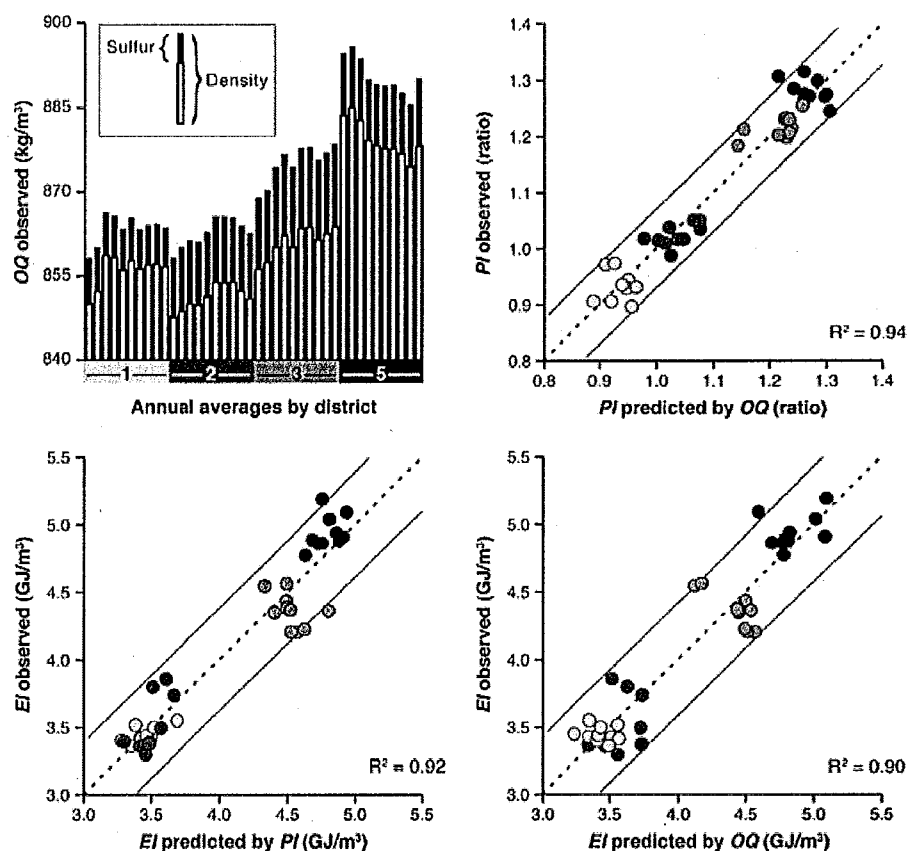 900
885
870
855
840
OQ observed (kg/m³)
Sulfur
Density
1 2 3 5
Annual averages by district
1.4
1.3
1.2
1.1
1.0
0.9
0.8
PI observed (ratio)
R² = 0.94
0.8 0.9 1.0 1.1 1.2 1.3 1.4
PI predicted by OQ (ratio)
5.5
5.0
4.5
4.0
3.5
3.0
EI observed (GJ/m³)
R² = 0.92
3.0 3.5 4.0 4.5 5.0 5.5
EI predicted by PI (GJ/m³)
5.5
5.0
4.5
4.0
3.5
3.0
EI observed (GJ/m³)
R² = 0.90
3.0 3.5 4.0 4.5 5.0 5.5
EI predicted by OQ (GJ/m³)